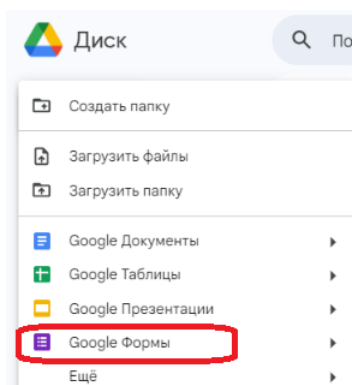 Диск
По
Создать папку
Загрузить файлы
Загрузить папку
Google Документы
Google Таблицы
Google Презентации
Google Формы
Ещё